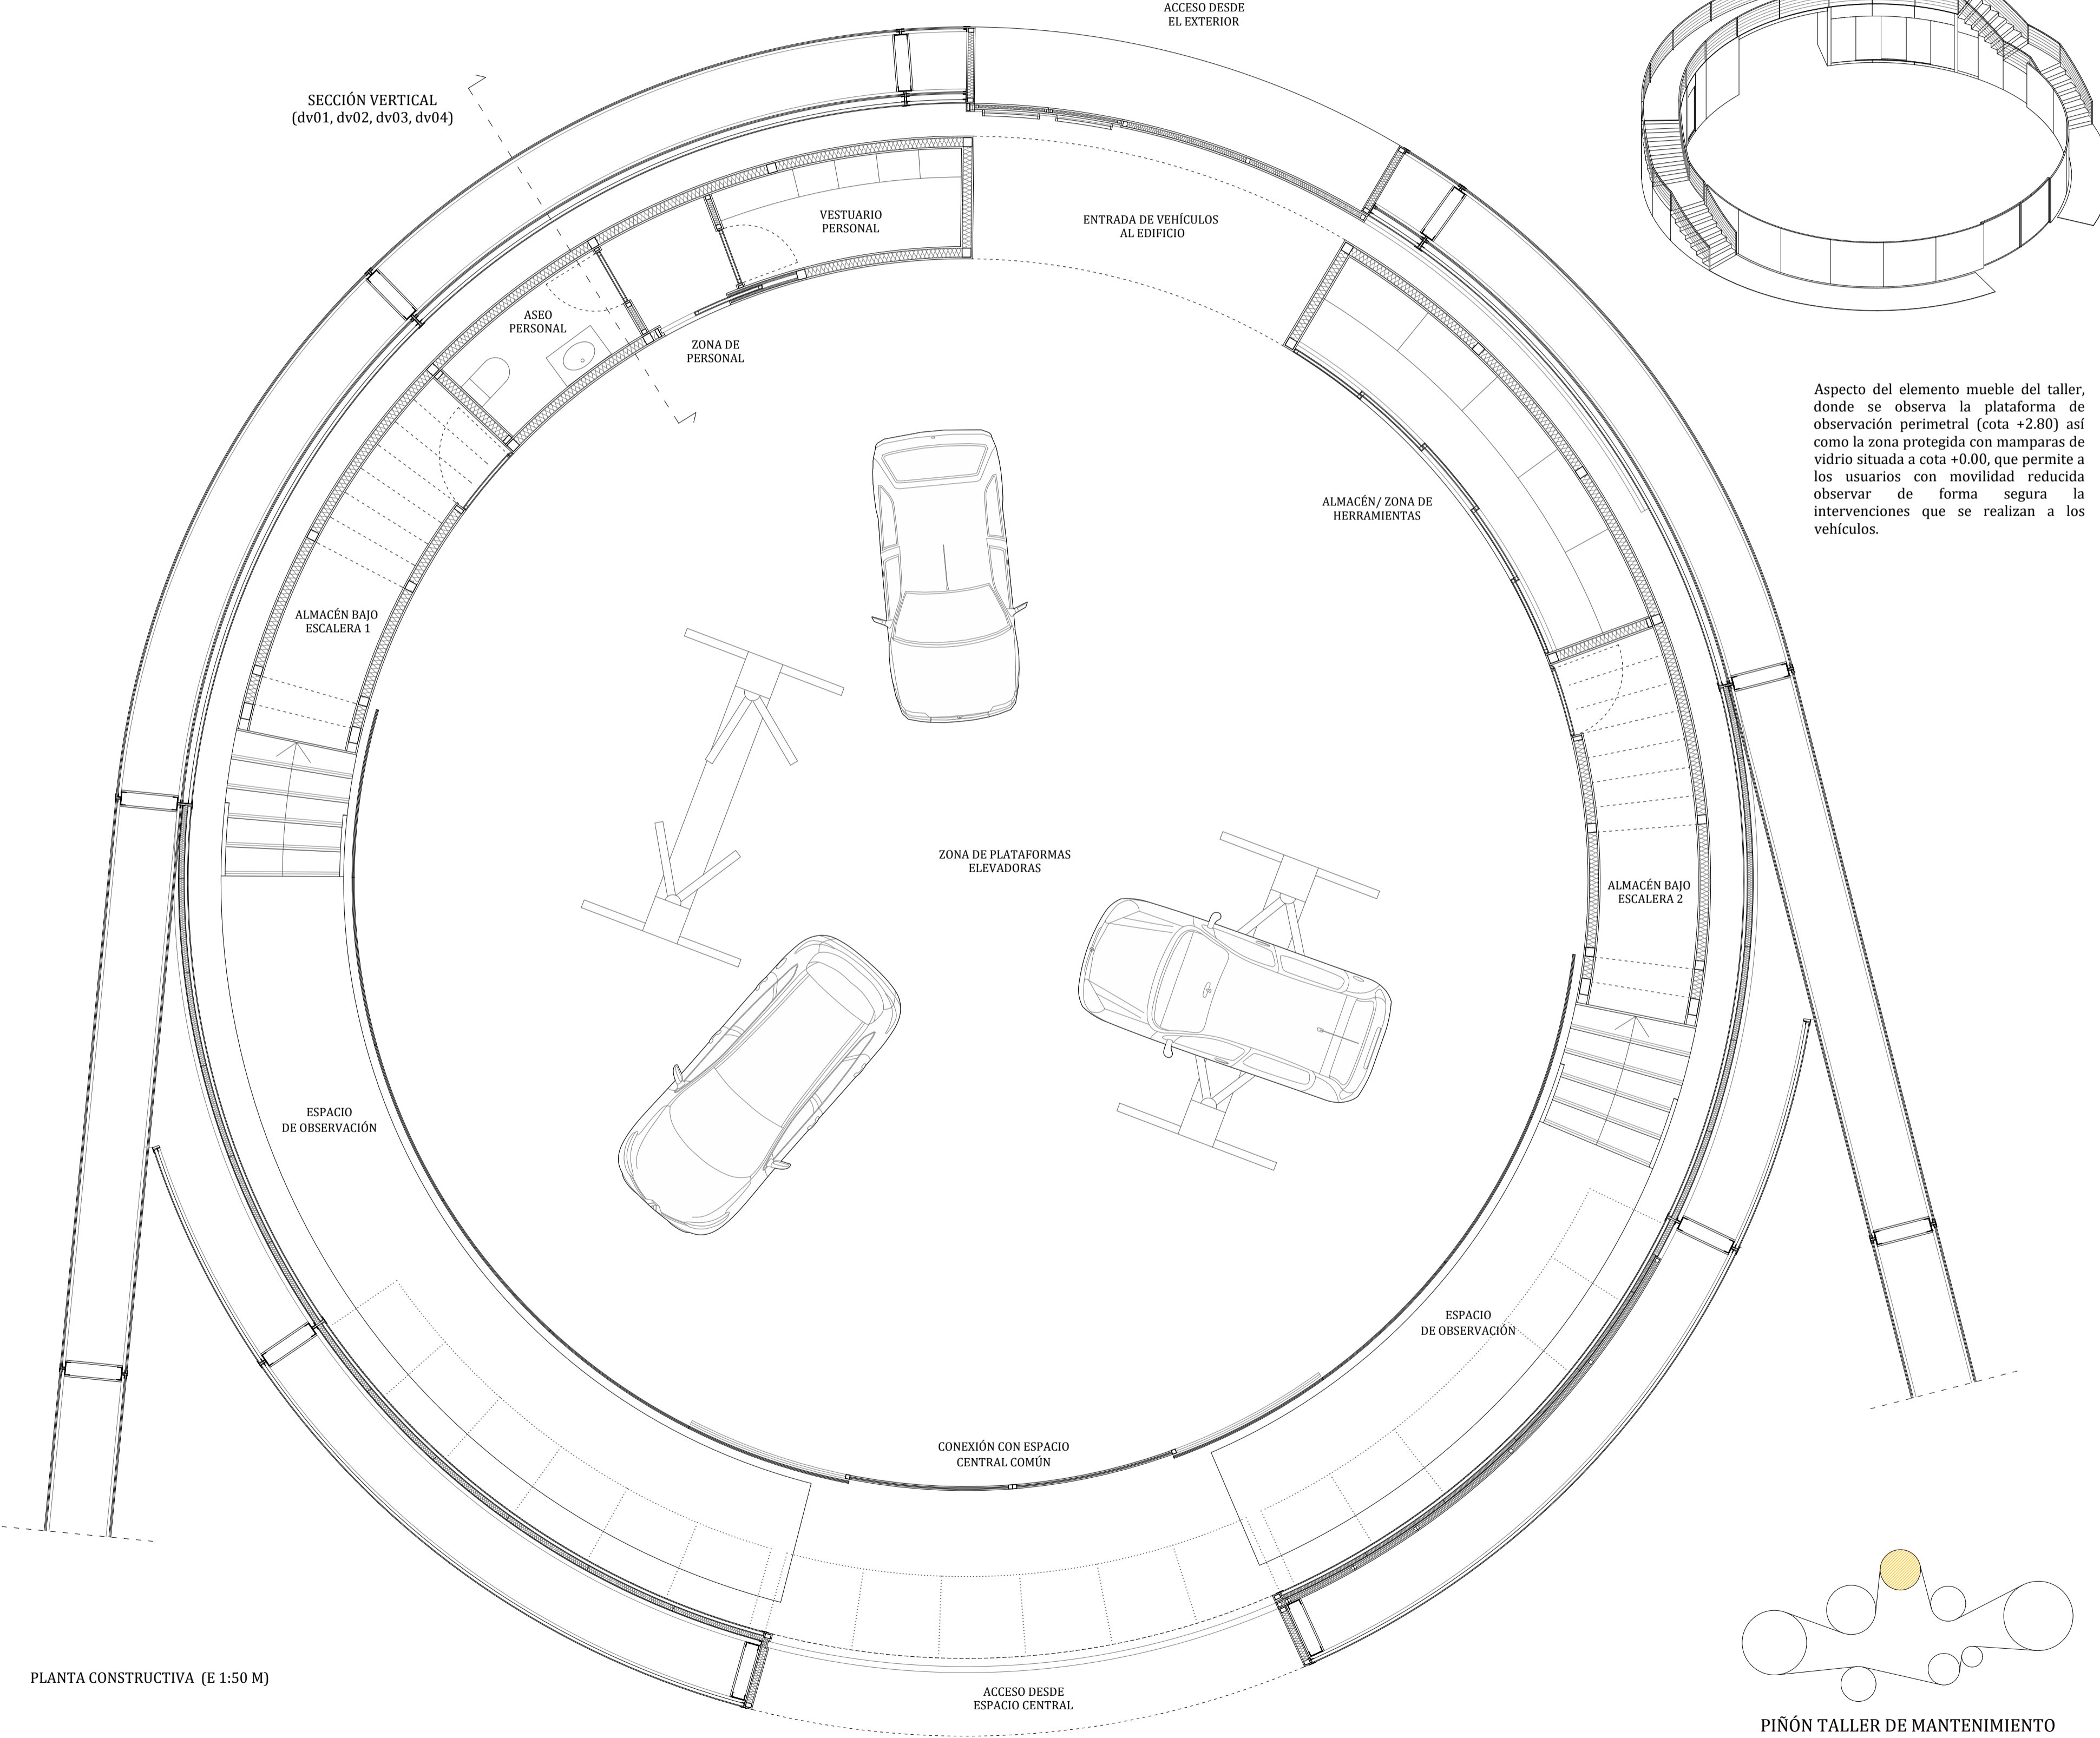 ACCESO DESDE
EL EXTERIOR
SECCIÓN VERTICAL
(dv01, dv02, dv03, dv04)
VESTUARIO
PERSONAL
ENTRADA DE VEHÍCULOS
AL EDIFICIO
ASEO
PERSONAL
ZONA DE
PERSONAL
Aspecto del elemento mueble del taller,
donde se observa la plataforma de
observación perimetral (cota +2.80) así
como la zona protegida con mamparas de
vidrio situada a cota +0.00, que permite a
los usuarios con movilidad reducida
observar de forma segura la
intervenciones que se realizan a los
vehículos.
ALMACÉN/ ZONA DE
HERRAMIENTAS
ALMACÉN BAJO
ESCALERA 1
ZONA DE PLATAFORMAS
ELEVADORAS
ALMACÉN BAJO
ESCALERA 2
ESPACIO
DE OBSERVACIÓN
ESPACIO
DE OBSERVACIÓN
CONEXIÓN CON ESPACIO
CENTRAL COMÚN
PLANTA CONSTRUCTIVA (E 1:50 M)
ACCESO DESDE
ESPACIO CENTRAL
PIÑÓN TALLER DE MANTENIMIENTO